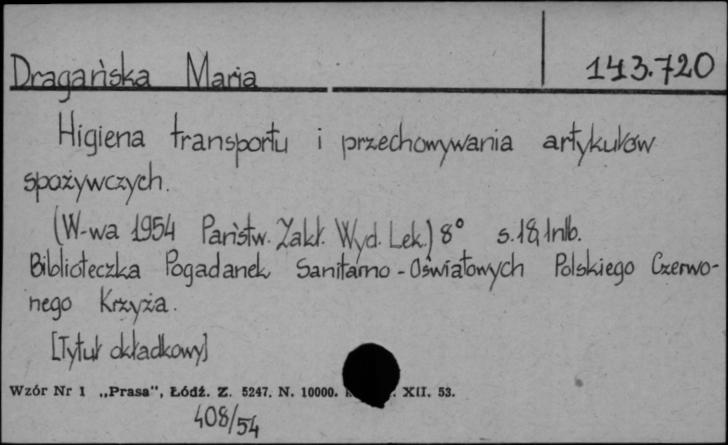 Dragańska Maria 143.720
Higiena transportu i przechowywania artykułów
spożywczych.
(W-wa 1954 Państw. Zakł. Wyd. Lek.) 8° s. 18, 1nlb.
Biblioteczka Pogadanek Sanitarno-Oświatowych Polskiego Czerwo-
nego Krzyża.
[Tytuł okładkowy]
Wzór Nr 1 „Prasa", Łódź. Z. 5247. N. 10000. XII. 53.
408/54